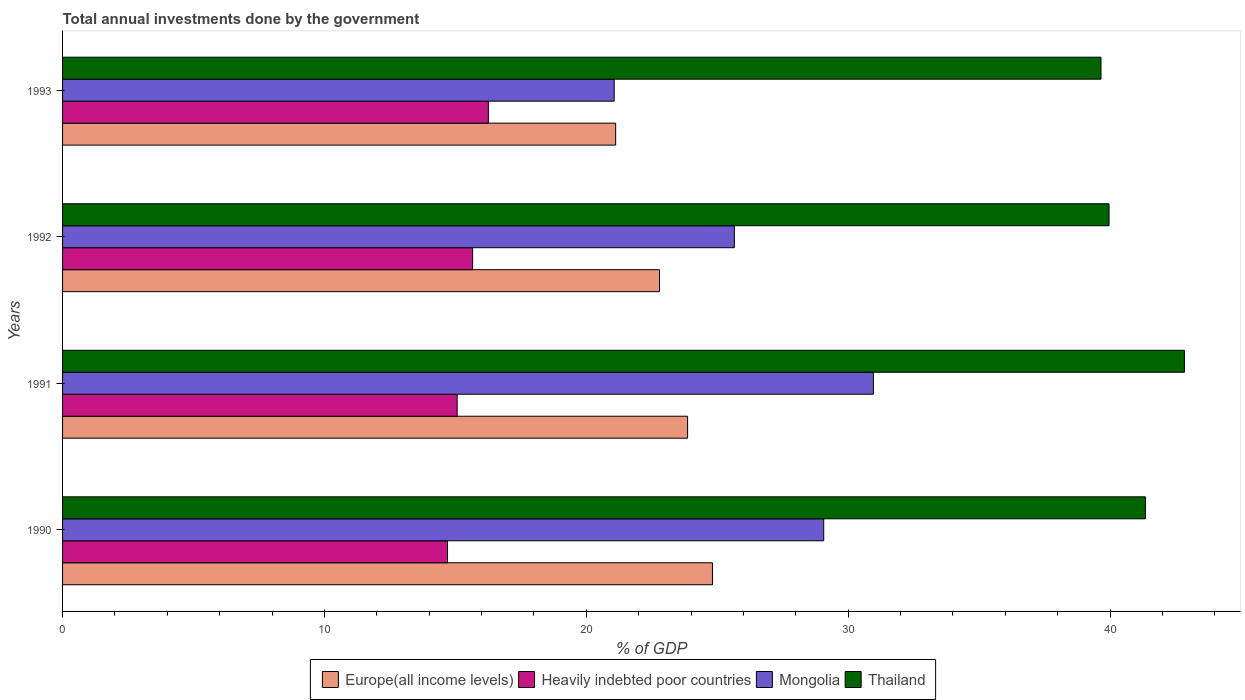 Total annual investments done by the government
1993
1992
1991
1990
Years
0
10
20
30
40
% of GDP
Europe(all income levels)
Heavily indebted poor countries
Mongolia
Thailand